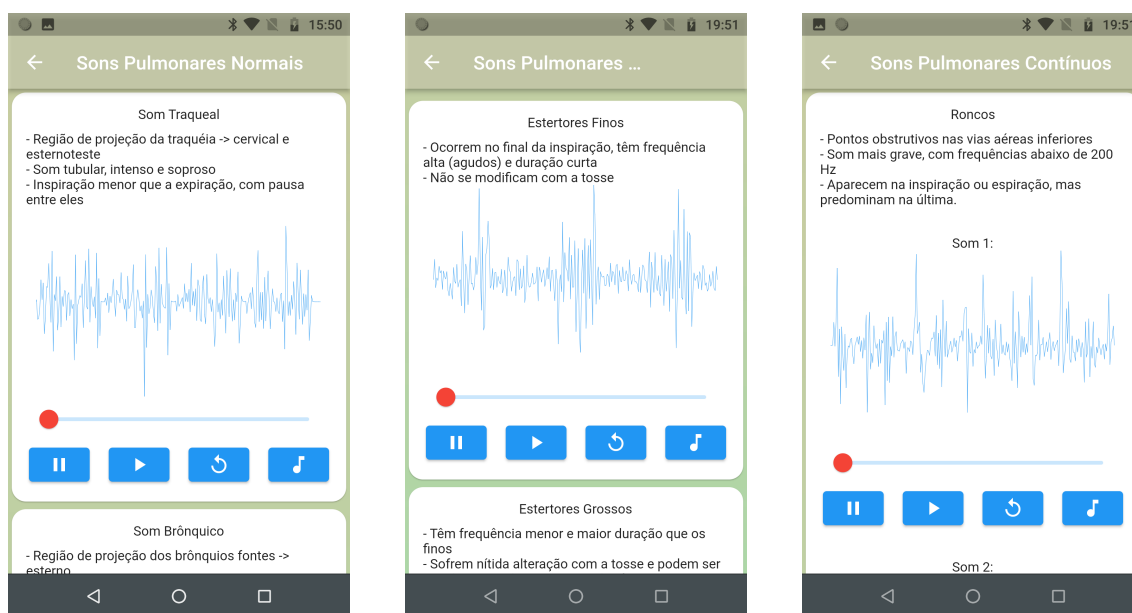 15:50
Sons Pulmonares Normais
Som Traqueal
- Região de projeção da traquéia -> cervical e
esternoteste
- Som tubular, intenso e soproso
- Inspiração menor que a expiração, com pausa
entre eles
Som Brônquico
- Região de projeção dos brônquios fontes ->
esterno
19:51
Sons Pulmonares ...
Estertores Finos
- Ocorrem no final da inspiração, têm frequência
alta (agudos) e duração curta
- Não se modificam com a tosse
Estertores Grossos
- Têm frequência menor e maior duração que os
finos
- Sofrem nítida alteração com a tosse e podem ser
19:51
Sons Pulmonares Contínuos
Roncos
- Pontos obstrutivos nas vias aéreas inferiores
- Som mais grave, com frequências abaixo de 200
Hz
- Aparecem na inspiração ou espiração, mas
predominam na última.
Som 1:
Som 2: